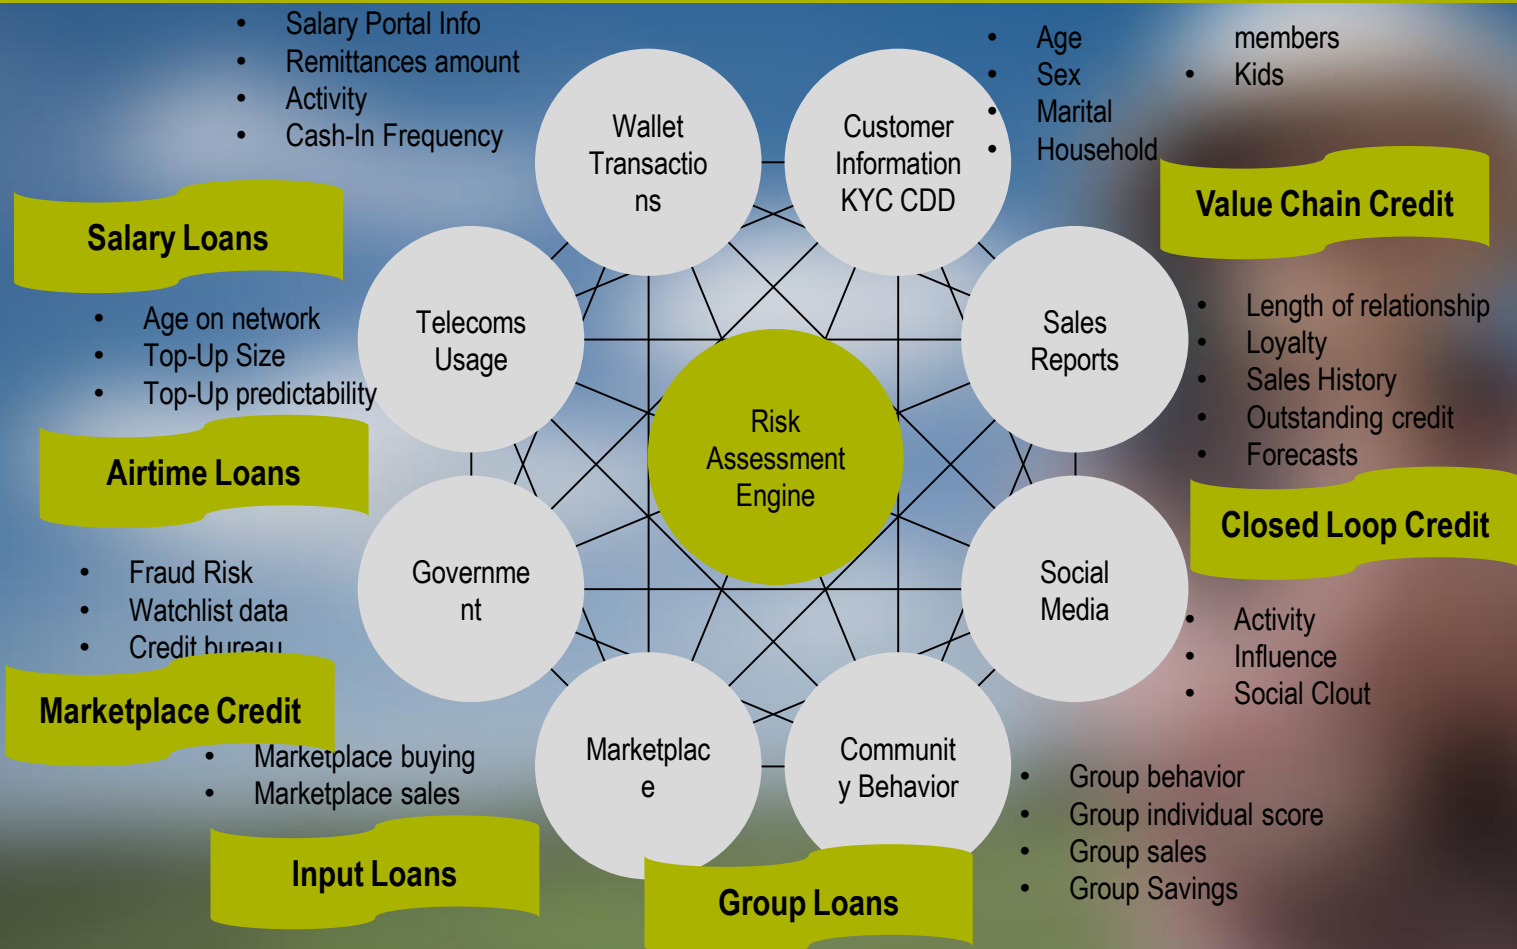 Salary Portal Info
Remittances amount
Activity
Cash-In Frequency
Wallet
Transactio
ns
Customer
Information
KYC CDD
Age
Sex
Marital
Household
members
Kids
Value Chain Credit
Salary Loans
Age on network
Top-Up Size
Top-Up predictability
Telecoms
Usage
Sales
Reports
Length of relationship
Loyalty
Sales History
Outstanding credit
Forecasts
Risk
Assessment
Engine
Airtime Loans
Closed Loop Credit
Fraud Risk
Watchlist data
Credit bureau
Governme
nt
Social
Media
Activity
Influence
Social Clout
Marketplace Credit
Marketplace buying
Marketplace sales
Marketplac
e
Communit
y Behavior
Group behavior
Group individual score
Group sales
Group Savings
Input Loans
Group Loans